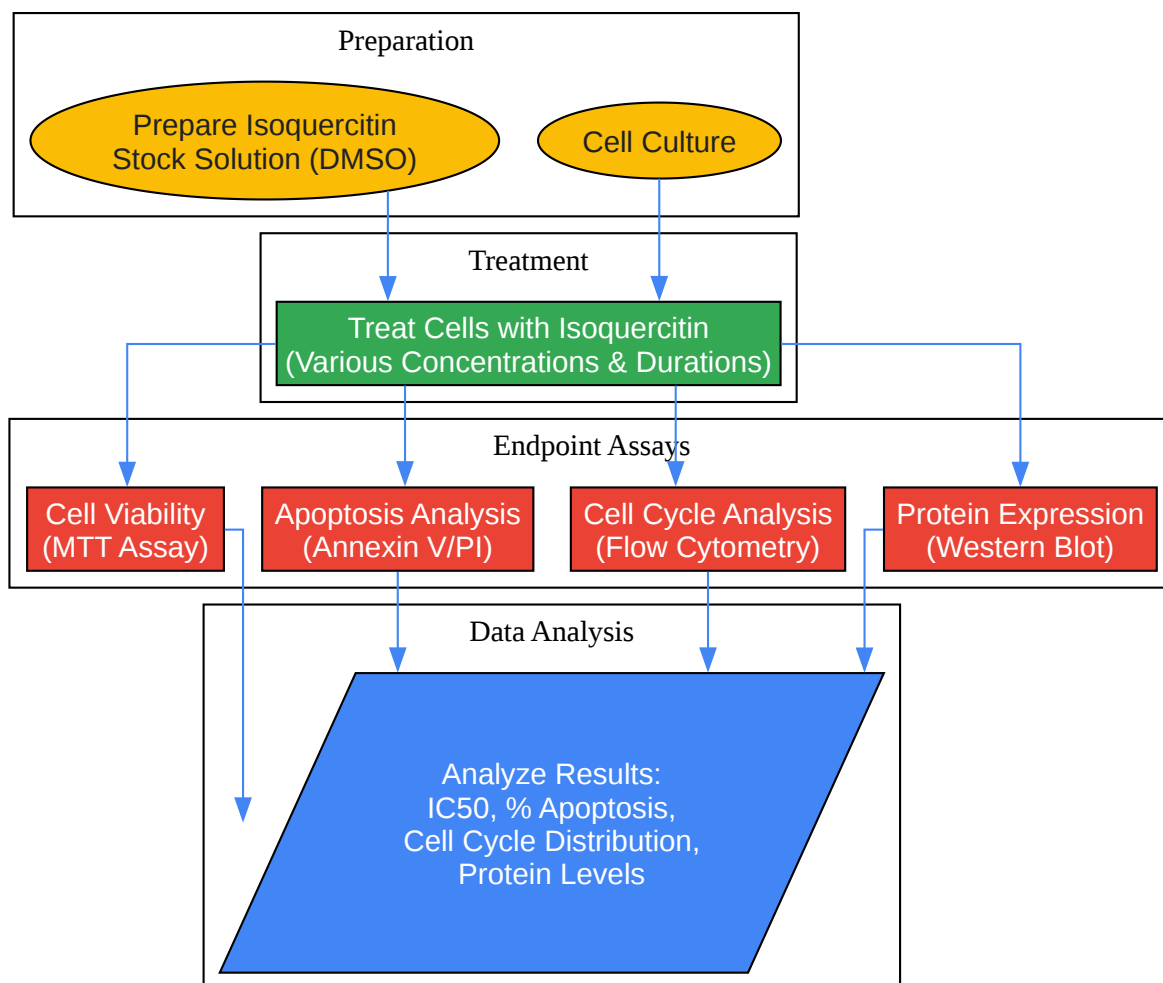 Preparation
Prepare Isoquercitin
Stock Solution (DMSO)
Cell Culture
Treatment
Treat Cells with Isoquercitin
(Various Concentrations & Durations)
Endpoint Assays
Cell Viability
(MTT Assay)
Apoptosis Analysis
(Annexin V/PI)
Cell Cycle Analysis
(Flow Cytometry)
Protein Expression
(Western Blot)
Data Analysis
Analyze Results:
IC50, % Apoptosis,
Cell Cycle Distribution,
Protein Levels